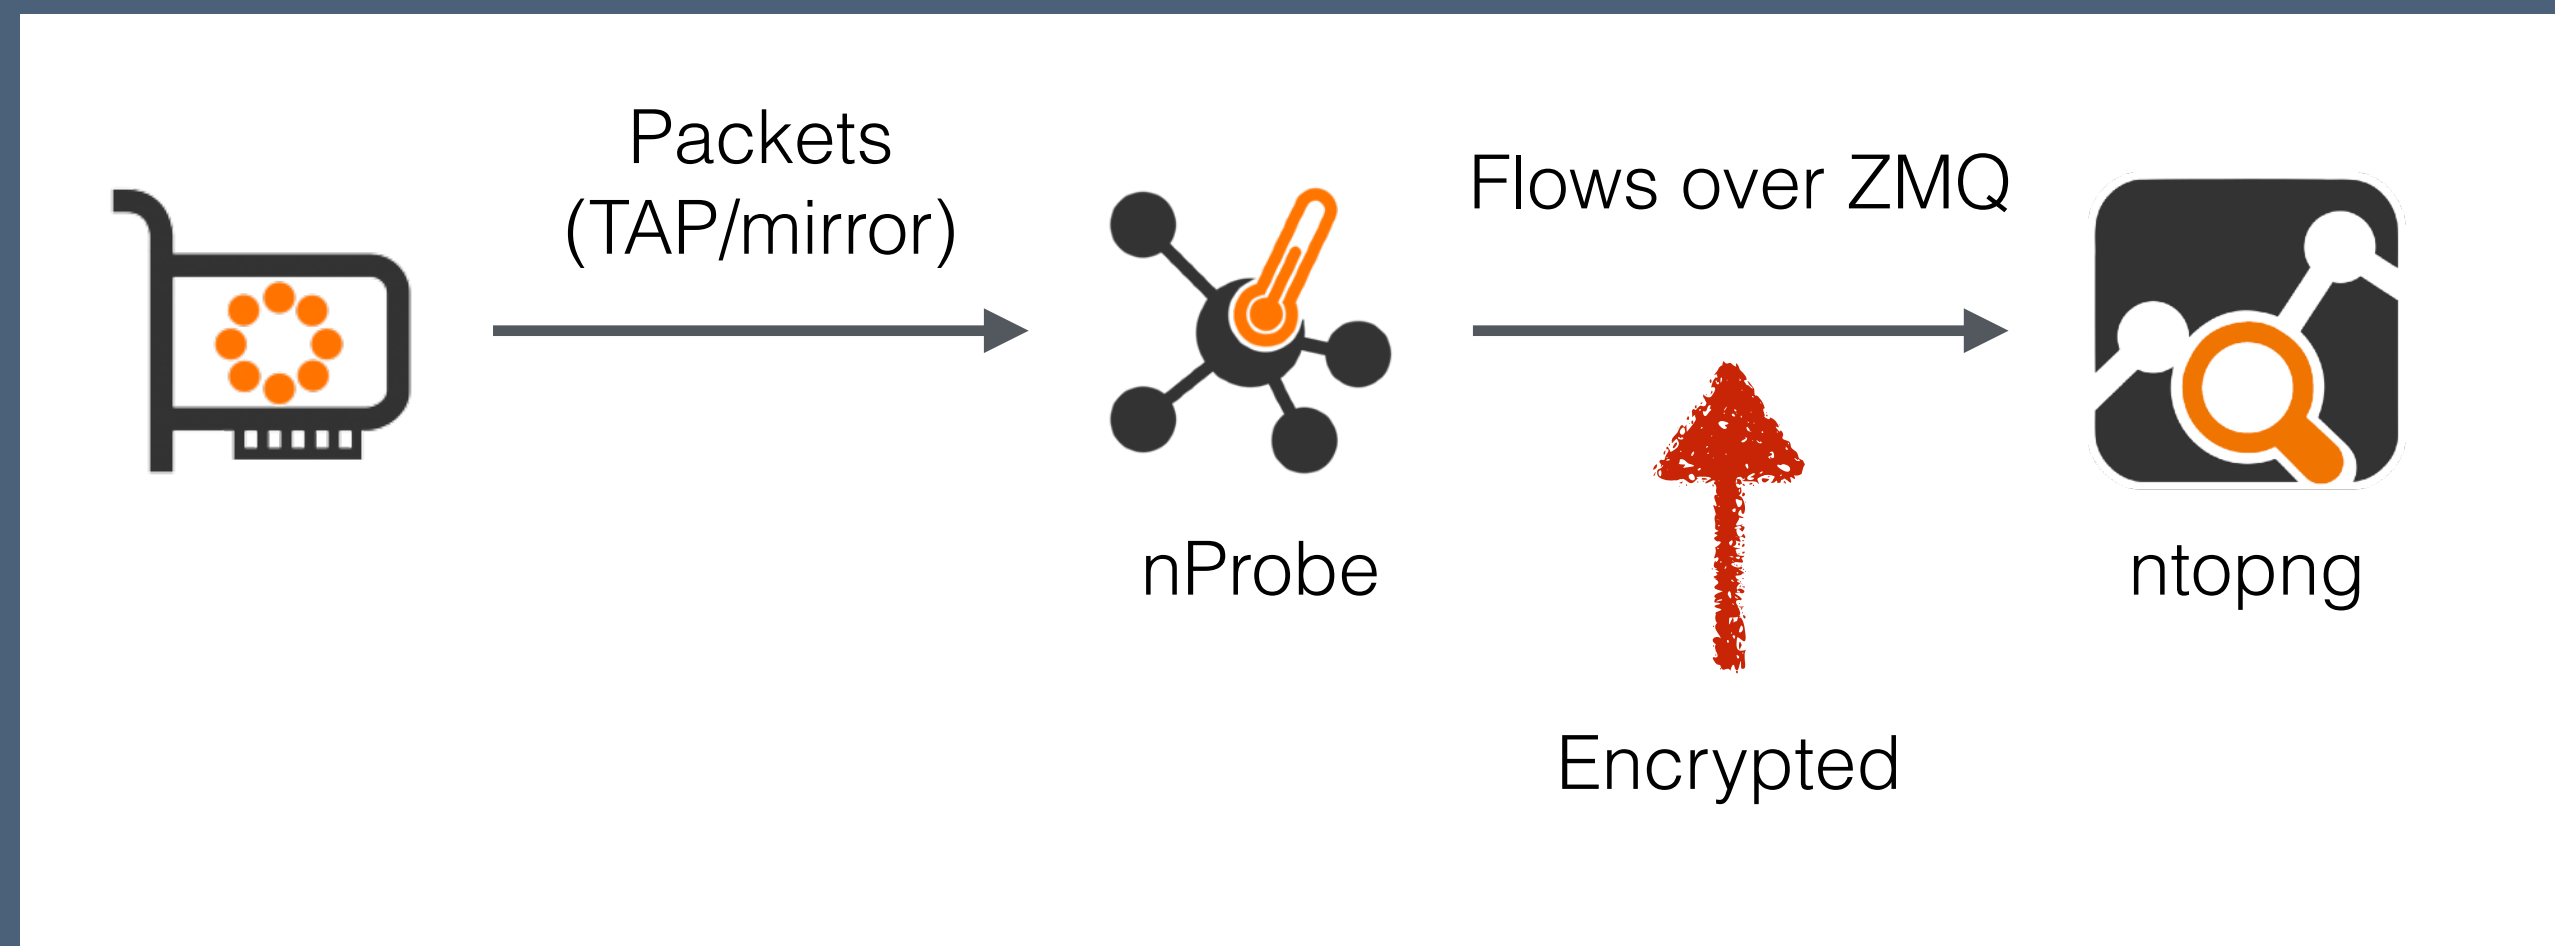 Packets
(TAP/mirror)
Flows over ZMQ
nProbe
ntopng
Encrypted